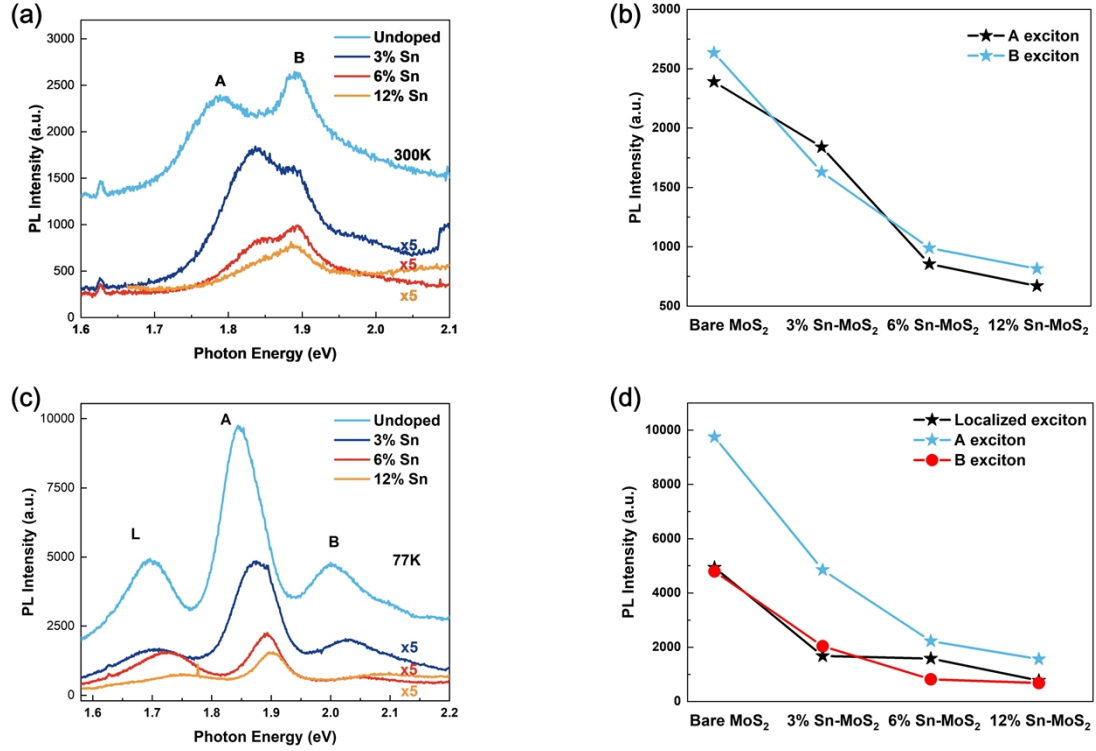 (a)
3000
2500
2000
1500
1000
500
0
PL Intensity (a.u.)
1.6 1.7 1.8 1.9 2.0 2.1
Photon Energy (eV)
Undoped
3% Sn
6% Sn
12% Sn
A
B
300K
x5
x5
x5
(b)
3000
2500
2000
1500
1000
500
PL Intensity (a.u.)
A exciton
B exciton
Bare MoS₂ 3% Sn-MoS₂ 6% Sn-MoS₂ 12% Sn-MoS₂
(c)
10000
7500
5000
2500
0
PL Intensity (a.u.)
1.6 1.7 1.8 1.9 2.0 2.1 2.2
Photon Energy (eV)
Undoped
3% Sn
6% Sn
12% Sn
L
A
B
77K
x5
x5
x5
(d)
10000
8000
6000
4000
2000
0
PL Intensity (a.u.)
Localized exciton
A exciton
B exciton
Bare MoS₂ 3% Sn-MoS₂ 6% Sn-MoS₂ 12% Sn-MoS₂